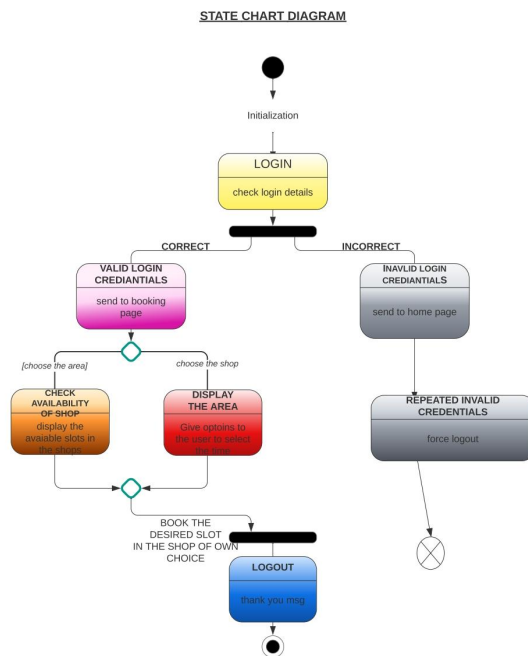 STATE CHART DIAGRAM
Initialization
LOGIN
check login details
CORRECT
INCORRECT
VALID LOGIN
CREDIANTIALS
send to booking
page
INAVLID LOGIN
CREDIANTIALS
send to home page
[choose the area]
choose the shop
CHECK
AVAILABILITY
OF SHOP
display the
avaiable slots in
the shops
DISPLAY
THE AREA
Give optoins to
the user to select
the time
REPEATED INVALID
CREDENTIALS
force logout
BOOK THE
DESIRED SLOT
IN THE SHOP OF OWN
CHOICE
LOGOUT
thank you msg